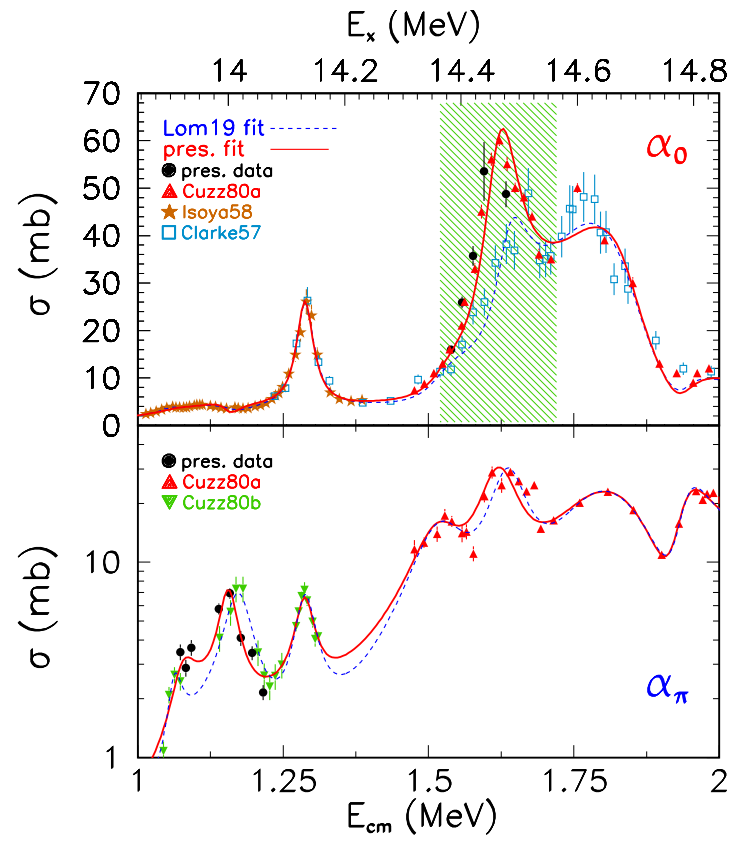 E_x (MeV)
14 14.2 14.4 14.6 14.8
70
60
50
40
30
20
10
0
σ (mb)
Lom19 fit
pres. fit
pres. data
Cuzz80a
Isoya58
Clarke57
α_0
pres. data
Cuzz80a
Cuzz80b
10
1
σ (mb)
α_π
1 1.25 1.5 1.75 2
E_cm (MeV)